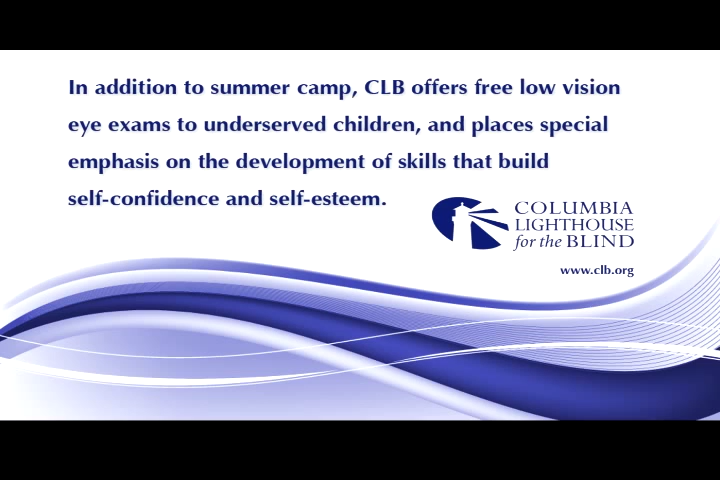 In addition to summer camp, CLB offers free low vision
eye exams to underserved children, and places special
emphasis on the development of skills that build
self-confidence and self-esteem.
COLUMBIA
LIGHTHOUSE
for the BLIND
www.clb.org